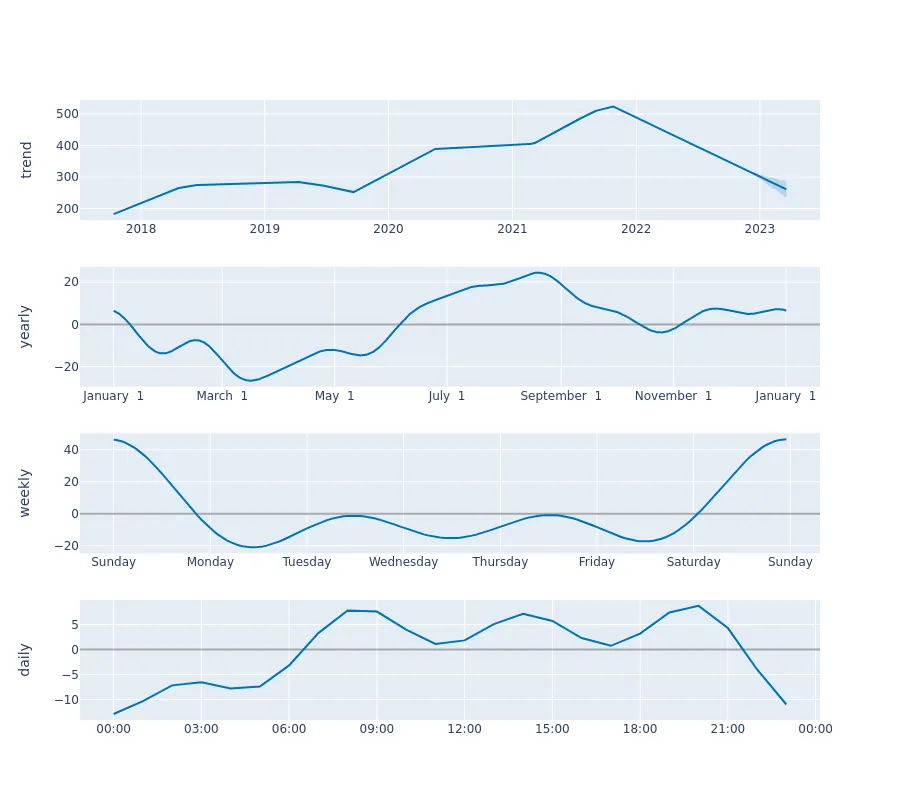 trend
500
400
300
200
2018 2019 2020 2021 2022 2023
yearly
20
0
−20
January 1 March 1 May 1 July 1 September 1 November 1 January 1
weekly
40
20
0
−20
Sunday Monday Tuesday Wednesday Thursday Friday Saturday Sunday
daily
5
0
−5
−10
00:00 03:00 06:00 09:00 12:00 15:00 18:00 21:00 00:00